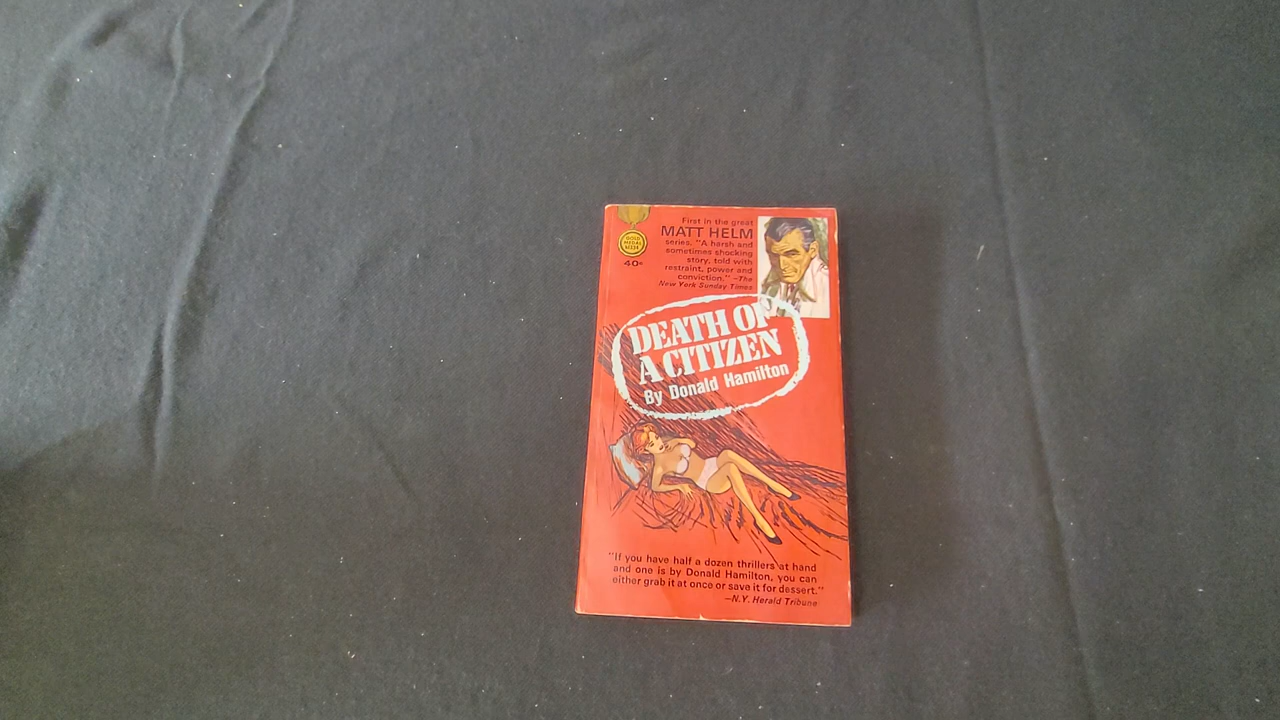 GOLD
MEDAL
k1334
40¢
First in the great
MATT HELM
series. "A harsh and
sometimes shocking
story, told with
restraint, power and
conviction." —The
New York Sunday Times
DEATH OF
A CITIZEN
By Donald Hamilton
"If you have half a dozen thrillers at hand
and one is by Donald Hamilton, you can
either grab it at once or save it for dessert."
—N.Y. Herald Tribune